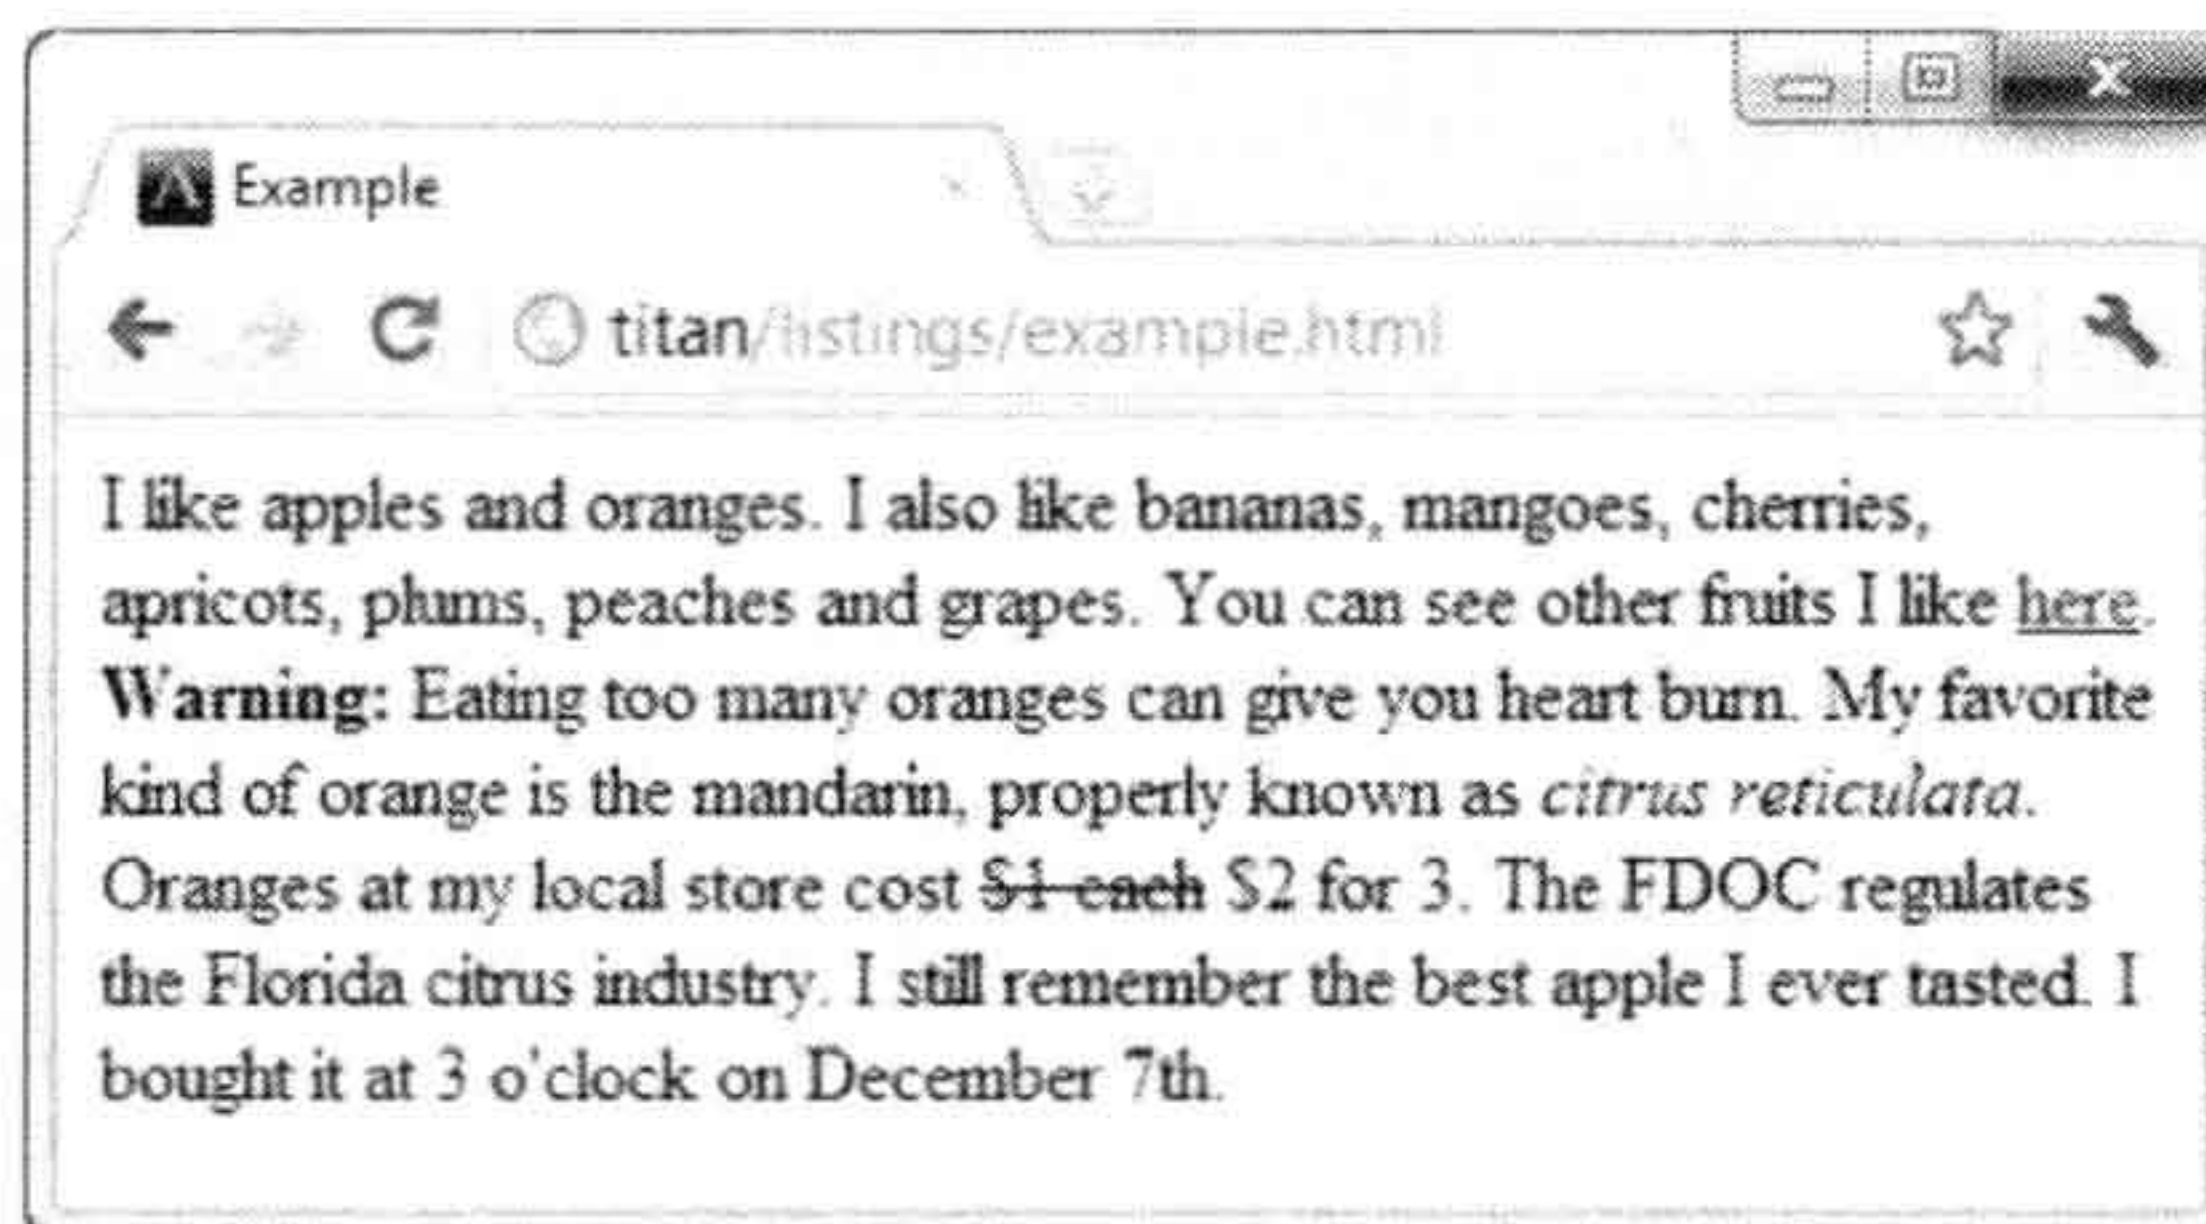 Example
titan/listings/example.html
I like apples and oranges. I also like bananas, mangoes, cherries,
apricots, plums, peaches and grapes. You can see other fruits I like here.
Warning: Eating too many oranges can give you heart burn. My favorite
kind of orange is the mandarin, properly known as citrus reticulata.
Oranges at my local store cost $1 each $2 for 3. The FDOC regulates
the Florida citrus industry. I still remember the best apple I ever tasted. I
bought it at 3 o'clock on December 7th.